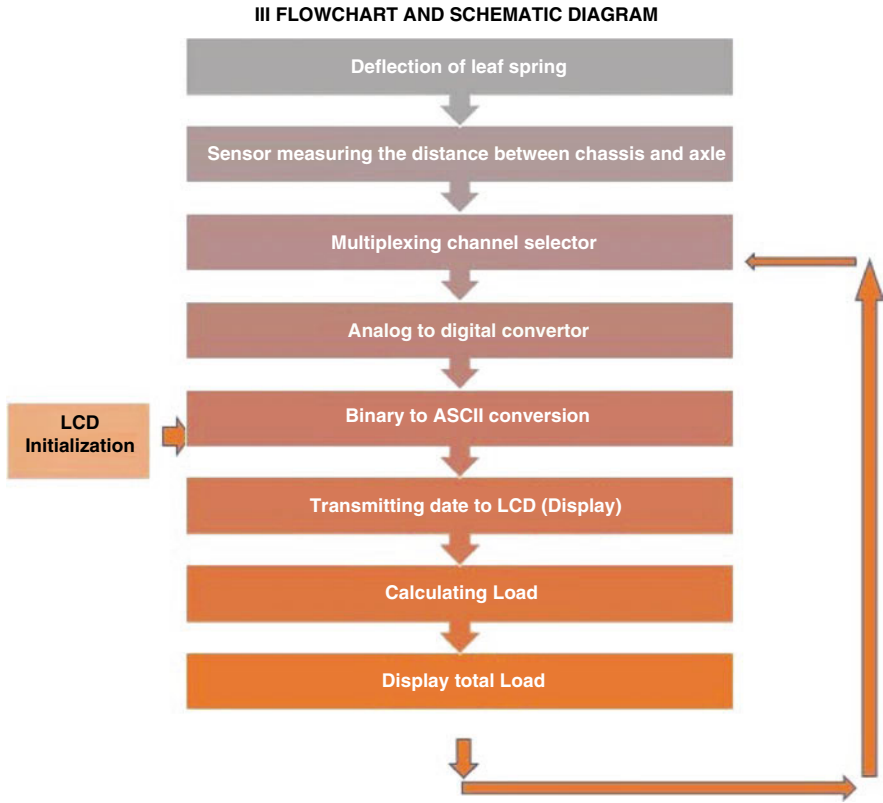 III FLOWCHART AND SCHEMATIC DIAGRAM
Deflection of leaf spring
Sensor measuring the distance between chassis and axle
Multiplexing channel selector
Analog to digital convertor
LCD
Initialization
Binary to ASCII conversion
Transmitting date to LCD (Display)
Calculating Load
Display total Load